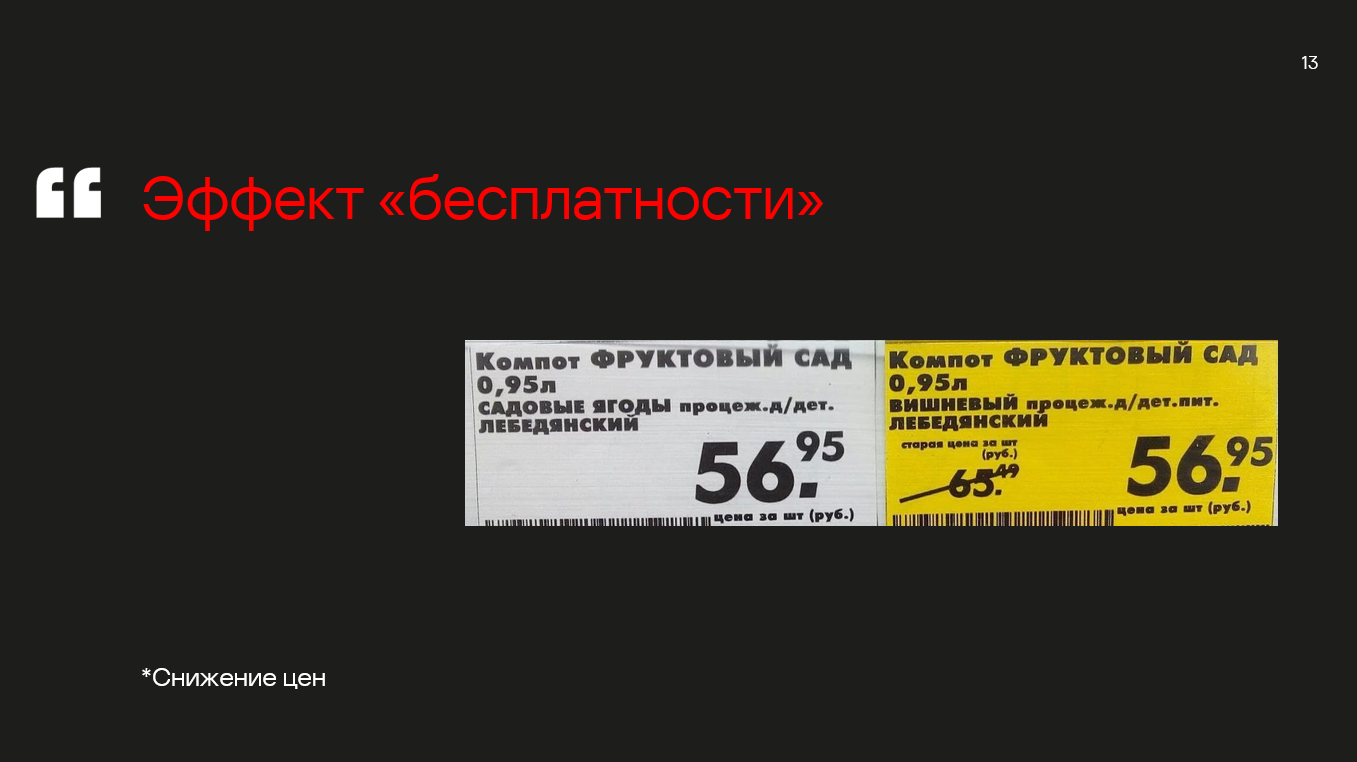 13
Эффект «бесплатности»
Компот ФРУКТОВЫЙ САД
0,95л
САДОВЫЕ ЯГОДЫ процеж.д/дет.
ЛЕБЕДЯНСКИЙ
56.95
цена за шт (руб.)
Компот ФРУКТОВЫЙ САД
0,95л
ВИШНЕВЫЙ процеж.д/дет.пит.
ЛЕБЕДЯНСКИЙ
старая цена за шт
(руб.)
65.49
56.95
цена за шт (руб.)
*Снижение цен